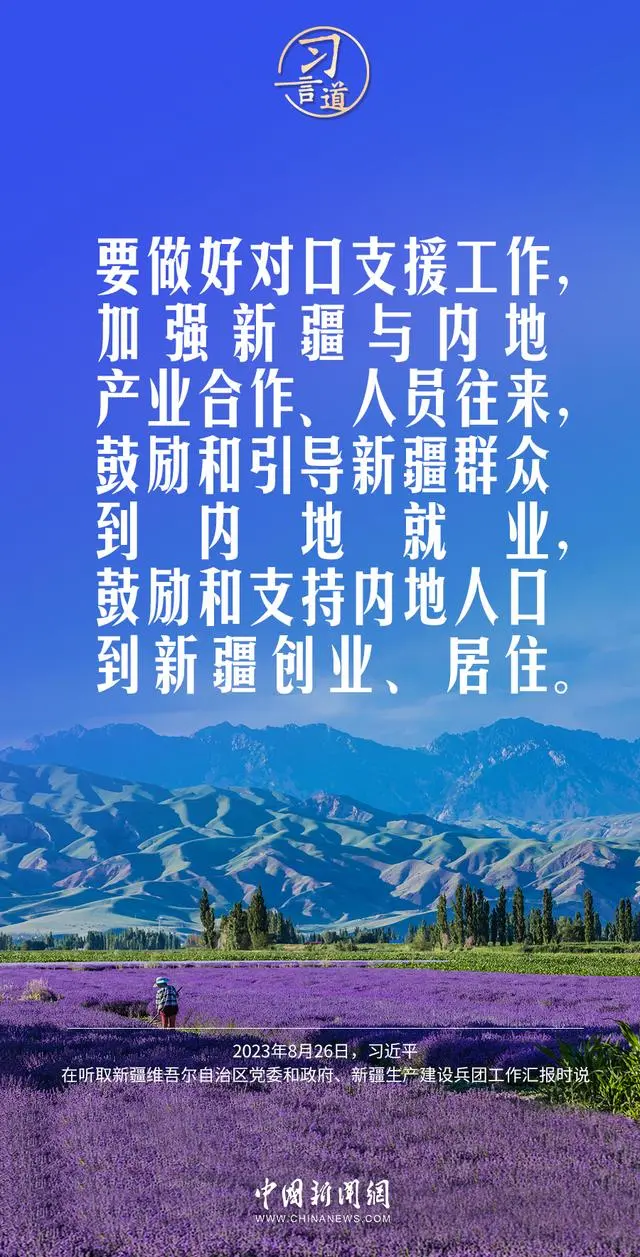 习言道
要做好对口支援工作，
加强新疆与内地
产业合作、人员往来，
鼓励和引导新疆群众
到内地就业，
鼓励和支持内地人口
到新疆创业、居住。
2023年8月26日，习近平
在听取新疆维吾尔自治区党委和政府、新疆生产建设兵团工作汇报时说
中國新聞網
WWW.CHINANEWS.COM